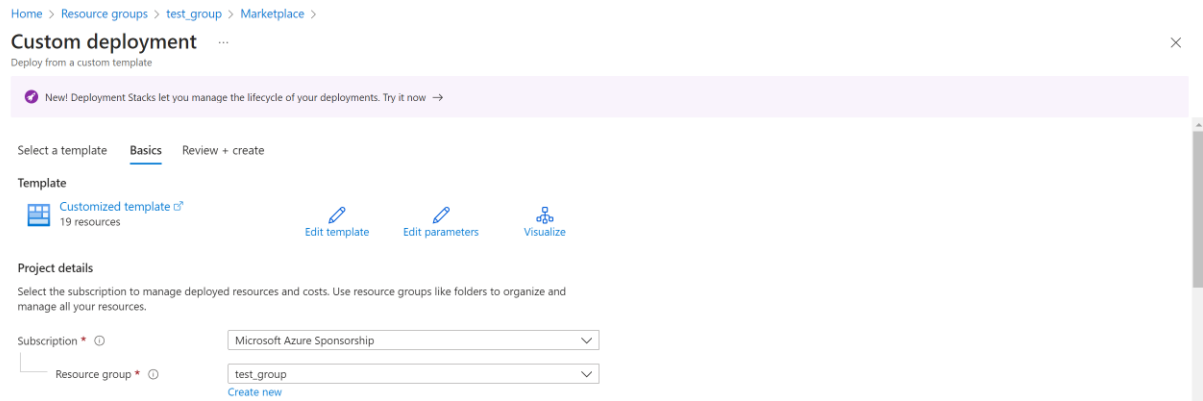 Home > Resource groups > test_group > Marketplace >
Custom deployment ...
Deploy from a custom template
New! Deployment Stacks let you manage the lifecycle of your deployments. Try it now →
Select a template Basics Review + create
Template
Customized template
19 resources
Edit template Edit parameters Visualize
Project details
Select the subscription to manage deployed resources and costs. Use resource groups like folders to organize and
manage all your resources.
Subscription * Microsoft Azure Sponsorship
Resource group * test_group
Create new